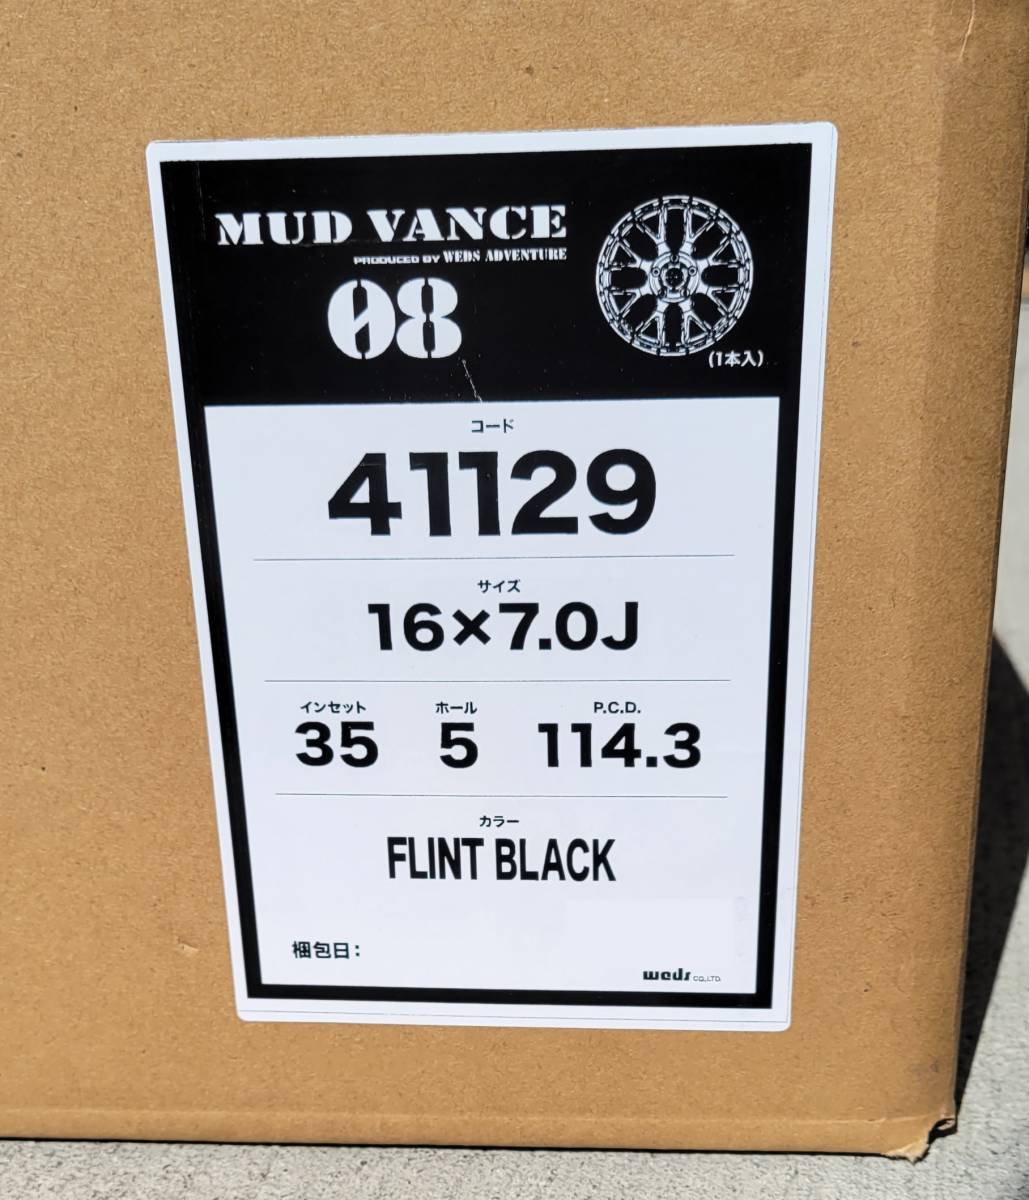 MUD VANCE
PRODUCED BY WEDS ADVENTURE
08
(1本入)
コード
41129
サイズ
16×7.0J
インセット ホール P.C.D.
35 5 114.3
カラー
FLINT BLACK
梱包日:
weds CO.,LTD.